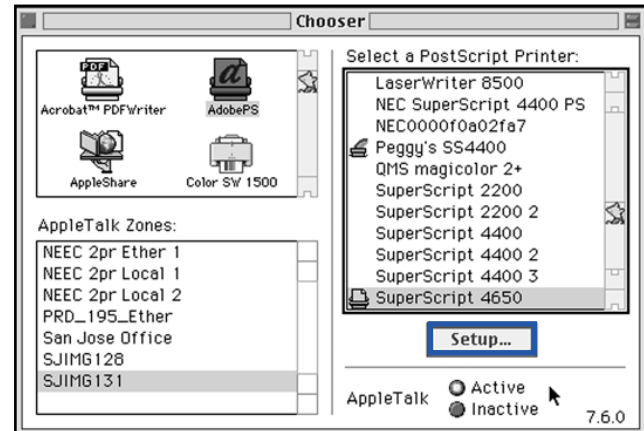 Chooser
PDF
Acrobat™ PDFWriter
a
AdobePS
AppleShare
Color SW 1500
AppleTalk Zones:
NEEC 2pr Ether 1
NEEC 2pr Local 1
NEEC 2pr Local 2
PRD_195_Ether
San Jose Office
SJIMG128
SJIMG131
Select a PostScript Printer:
LaserWriter 8500
NEC SuperScript 4400 PS
NEC0000f0a02fa7
Peggy's SS4400
QMS magicolor 2+
SuperScript 2200
SuperScript 2200 2
SuperScript 4400
SuperScript 4400 2
SuperScript 4400 3
SuperScript 4650
Setup...
AppleTalk
Active
Inactive
7.6.0